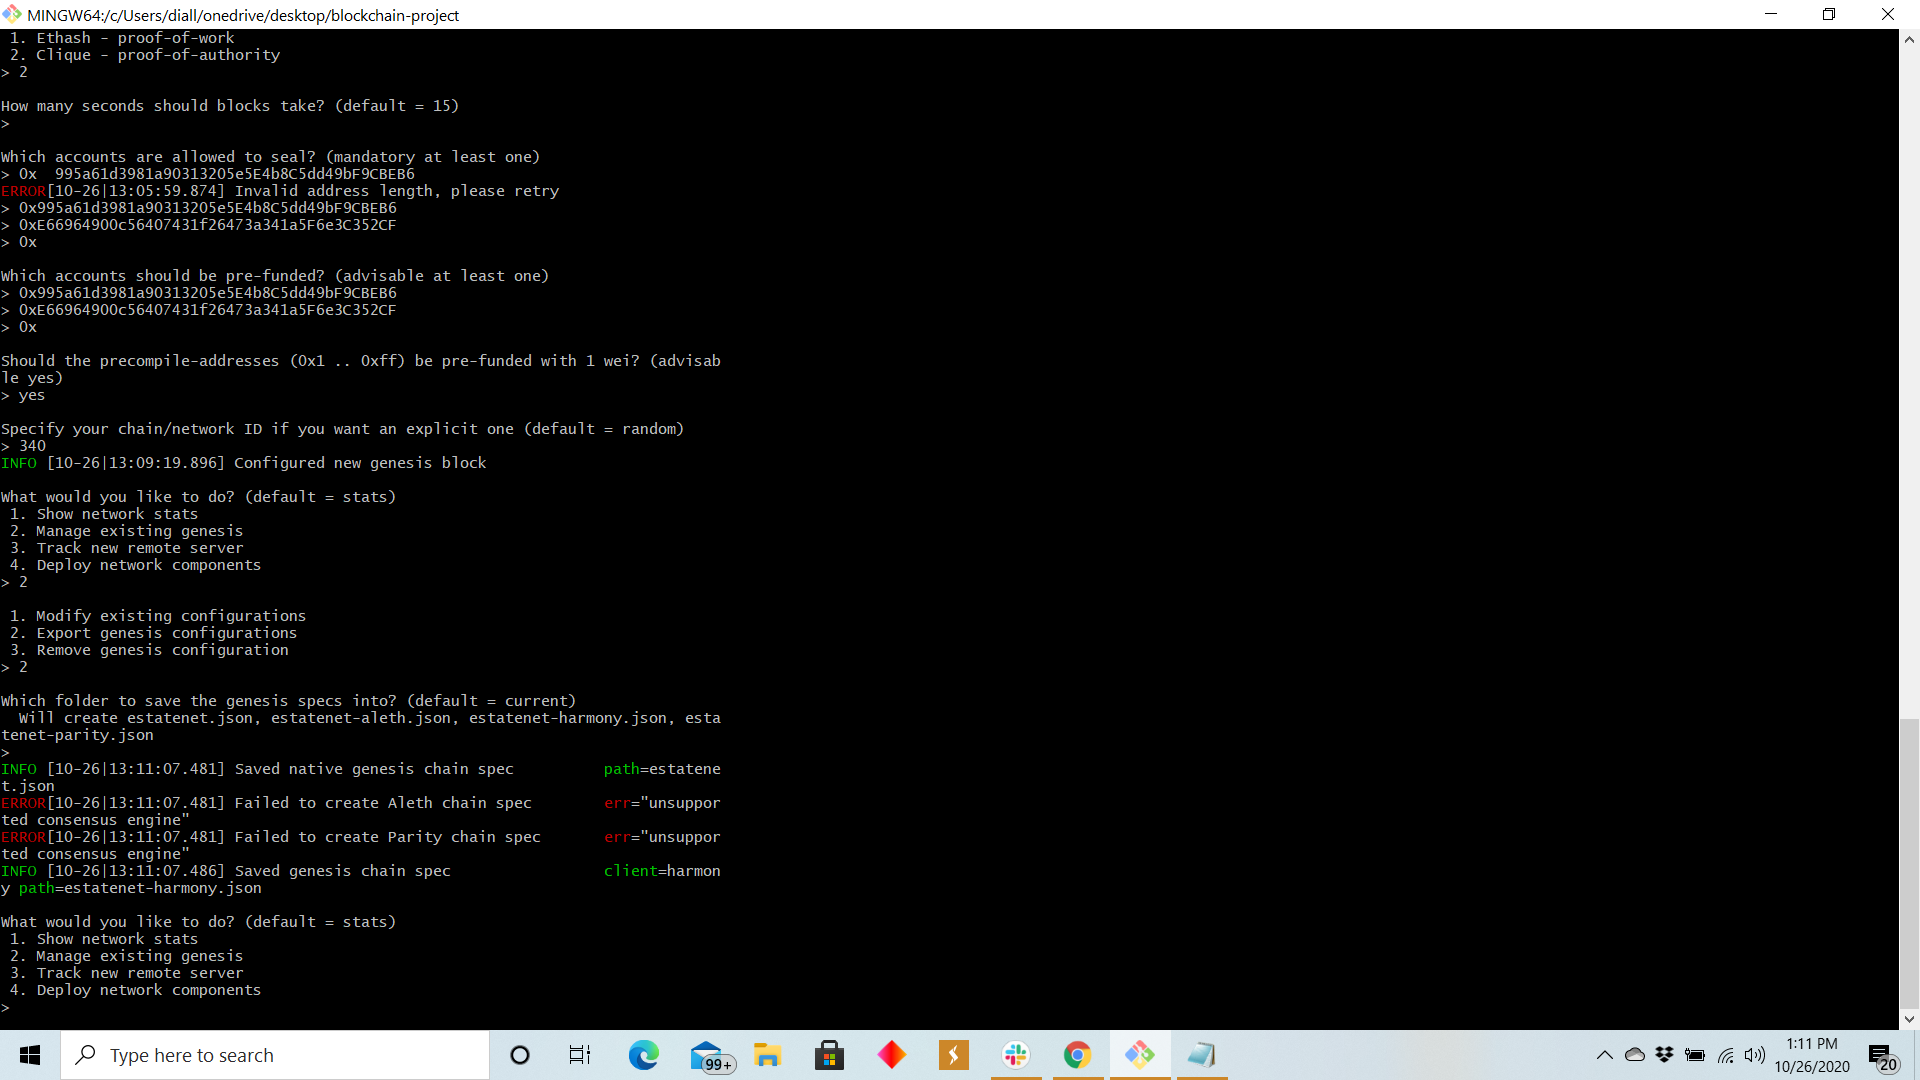 MINGW64:/c/Users/diall/onedrive/desktop/blockchain-project
1. Ethash - proof-of-work
2. Clique - proof-of-authority
> 2
How many seconds should blocks take? (default = 15)
>
Which accounts are allowed to seal? (mandatory at least one)
> 0x  995a61d3981a90313205e5E4b8C5dd49bF9CBEB6
ERROR[10-26|13:05:59.874] Invalid address length, please retry
> 0x995a61d3981a90313205e5E4b8C5dd49bF9CBEB6
> 0xE66964900c56407431f26473a341a5F6e3C352CF
> 0x
Which accounts should be pre-funded? (advisable at least one)
> 0x995a61d3981a90313205e5E4b8C5dd49bF9CBEB6
> 0xE66964900c56407431f26473a341a5F6e3C352CF
> 0x
Should the precompile-addresses (0x1 .. 0xff) be pre-funded with 1 wei? (advisab
le yes)
> yes
Specify your chain/network ID if you want an explicit one (default = random)
> 340
INFO [10-26|13:09:19.896] Configured new genesis block
What would you like to do? (default = stats)
1. Show network stats
2. Manage existing genesis
3. Track new remote server
4. Deploy network components
> 2
1. Modify existing configurations
2. Export genesis configurations
3. Remove genesis configuration
> 2
Which folder to save the genesis specs into? (default = current)
Will create estatenet.json, estatenet-aleth.json, estatenet-harmony.json, esta
tenet-parity.json
>
INFO [10-26|13:11:07.481] Saved native genesis chain spec          path=estatene
t.json
ERROR[10-26|13:11:07.481] Failed to create Aleth chain spec        err="unsuppor
ted consensus engine"
ERROR[10-26|13:11:07.481] Failed to create Parity chain spec       err="unsuppor
ted consensus engine"
INFO [10-26|13:11:07.486] Saved genesis chain spec                 client=harmon
y path=estatenet-harmony.json
What would you like to do? (default = stats)
1. Show network stats
2. Manage existing genesis
3. Track new remote server
4. Deploy network components
>
Type here to search
99+
1:11 PM
10/26/2020
20